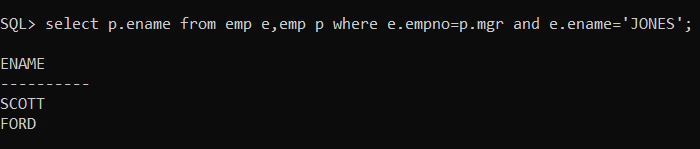 SQL> select p.ename from emp e,emp p where e.empno=p.mgr and e.ename='JONES';
ENAME
----------
SCOTT
FORD